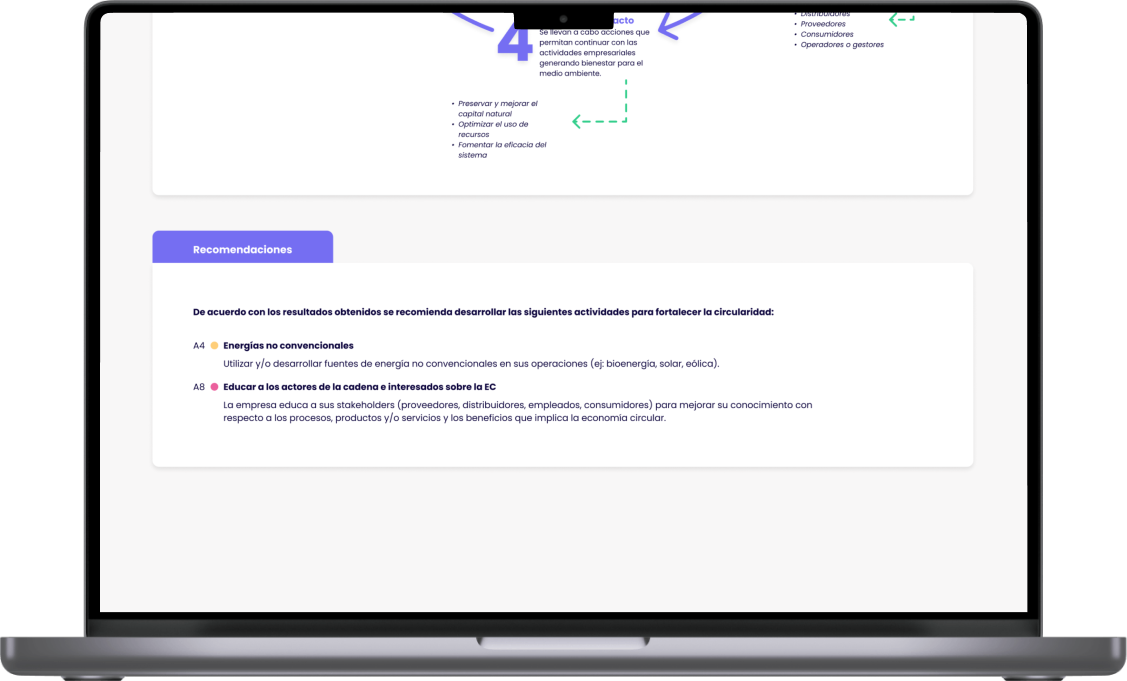 acto
4
Se llevan a cabo acciones que
permitan continuar con las
actividades empresariales
generando bienestar para el
medio ambiente.
• Distribuidores
• Proveedores
• Consumidores
• Operadores o gestores
• Preservar y mejorar el
capital natural
• Optimizar el uso de
recursos
• Fomentar la eficacia del
sistema
Recomendaciones
De acuerdo con los resultados obtenidos se recomienda desarrollar las siguientes actividades para fortalecer la circularidad:
A4 Energías no convencionales
Utilizar y/o desarrollar fuentes de energía no convencionales en sus operaciones (ej: bioenergía, solar, eólica).
A8 Educar a los actores de la cadena e interesados sobre la EC
La empresa educa a sus stakeholders (proveedores, distribuidores, empleados, consumidores) para mejorar su conocimiento con
respecto a los procesos, productos y/o servicios y los beneficios que implica la economía circular.